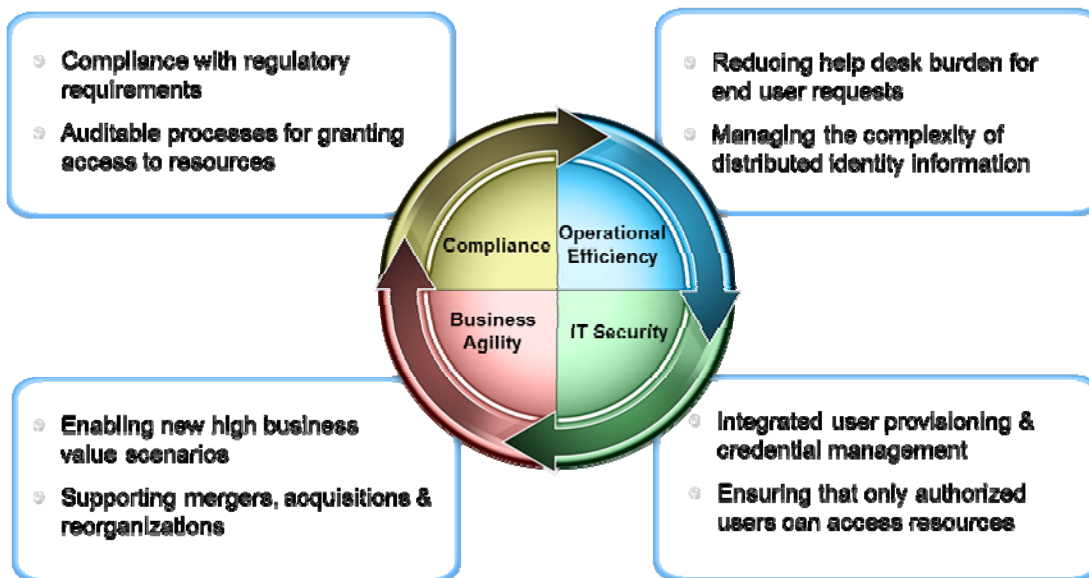 Compliance with regulatory
requirements
Auditable processes for granting
access to resources
Reducing help desk burden for
end user requests
Managing the complexity of
distributed identity information
Compliance
Operational
Efficiency
Business
Agility
IT Security
Enabling new high business
value scenarios
Supporting mergers, acquisitions &
reorganizations
Integrated user provisioning &
credential management
Ensuring that only authorized
users can access resources